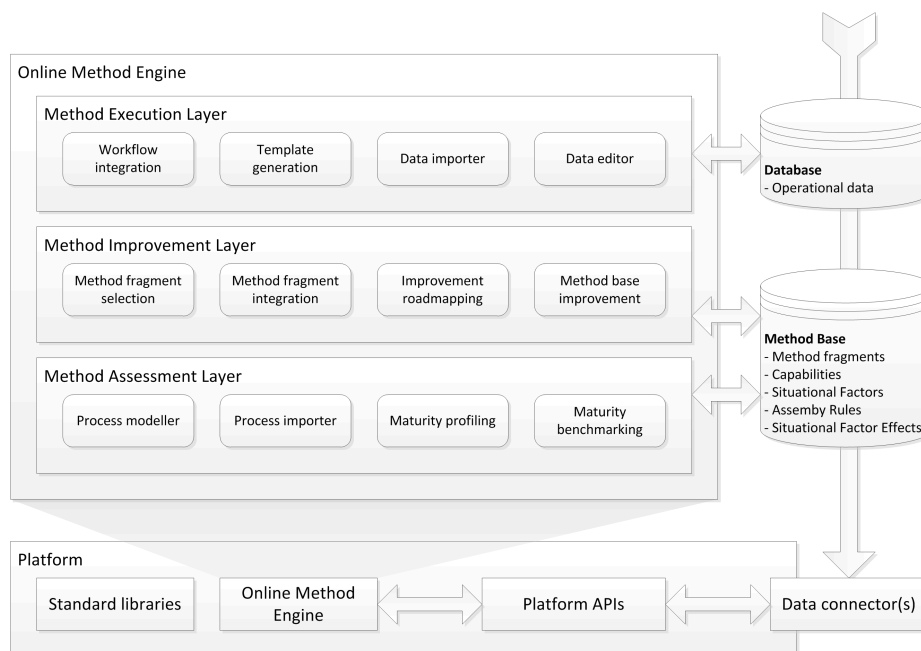 Online Method Engine
Method Execution Layer
Workflow
integration
Template
generation
Data importer
Data editor
Database
- Operational data
Method Improvement Layer
Method fragment
selection
Method fragment
integration
Improvement
roadmapping
Method base
improvement
Method Base
- Method fragments
- Capabilities
- Situational Factors
- Assemby Rules
- Situational Factor Effects
Method Assessment Layer
Process modeller
Process importer
Maturity profiling
Maturity
benchmarking
Platform
Standard libraries
Online Method
Engine
Platform APIs
Data connector(s)